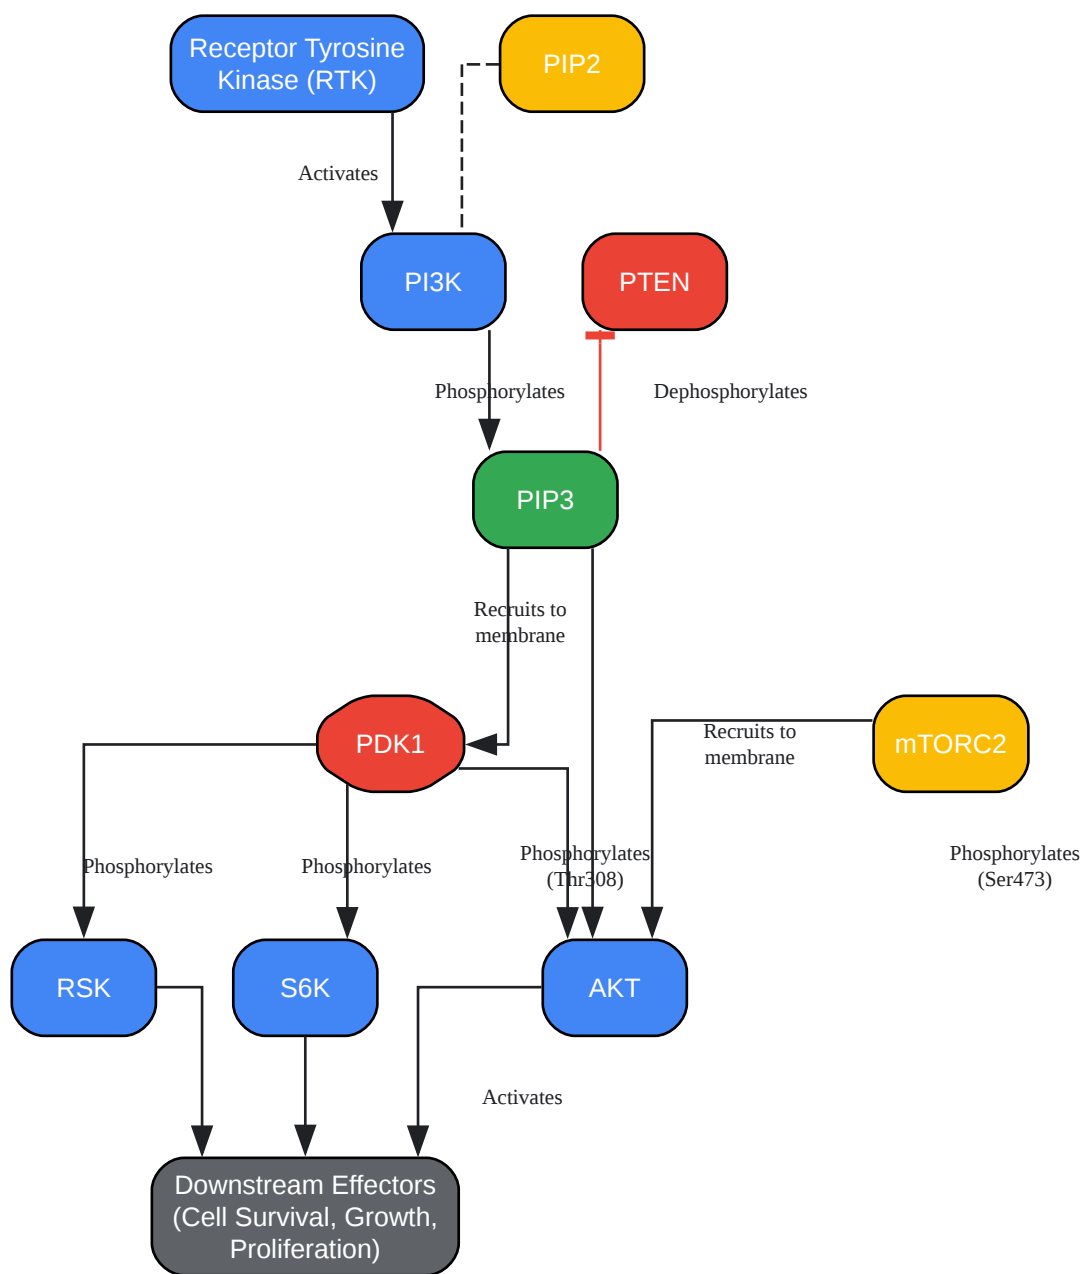 Receptor Tyrosine
Kinase (RTK)
PIP2
Activates
PI3K
PTEN
Phosphorylates
Dephosphorylates
PIP3
Recruits to
membrane
PDK1
Recruits to
membrane
mTORC2
Phosphorylates
Phosphorylates
Phosphorylates
(Thr308)
Phosphorylates
(Ser473)
RSK
S6K
AKT
Activates
Downstream Effectors
(Cell Survival, Growth,
Proliferation)